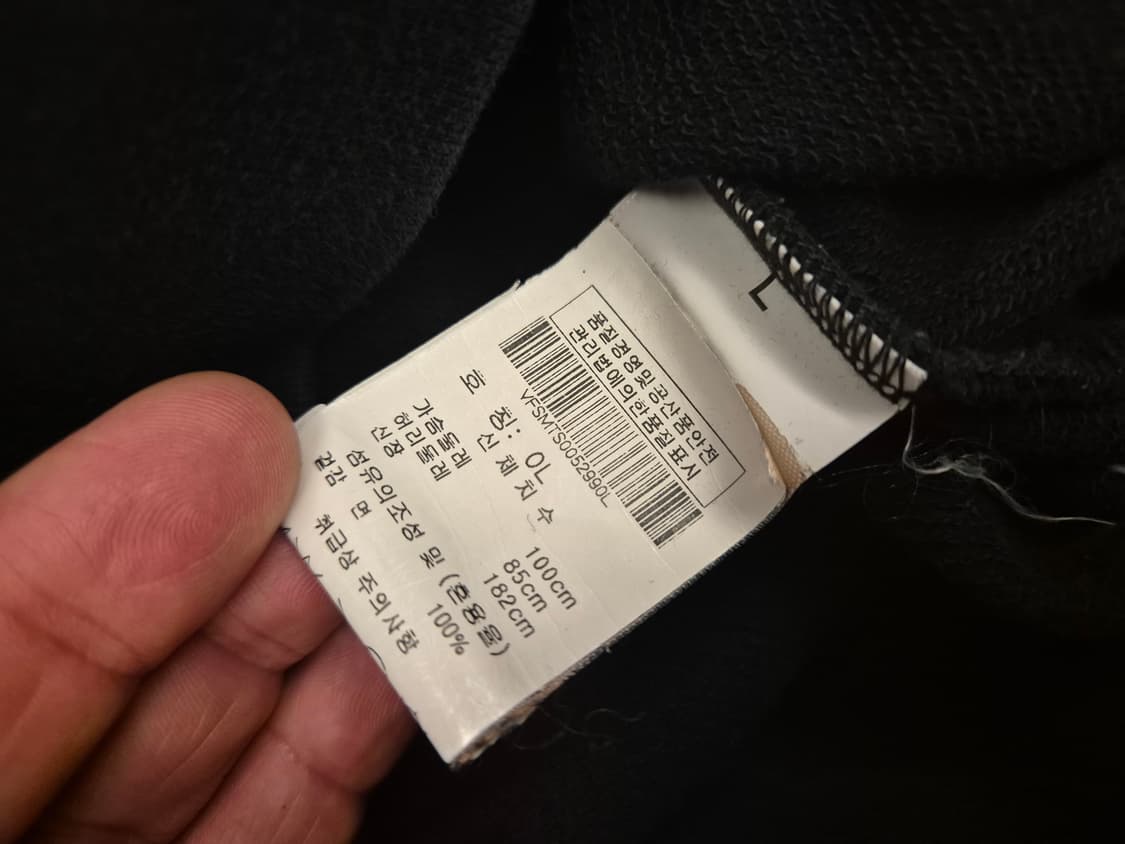 L
품질경영및 공산품안전
관리법에의한품질표시
VFSMTS0052990L
호 칭: OL
신 체 치 수
가슴둘레 100cm
허리둘레 85cm
신장 182cm
섬유의조성 및 (혼용율)
겉감 면 100%
취급상 주의사항